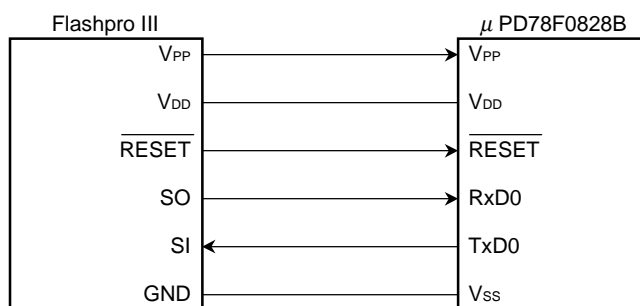 Flashpro III μ PD78F0828B
VPP VPP
VDD VDD
RESET RESET
SO RxD0
SI TxD0
GND VSS